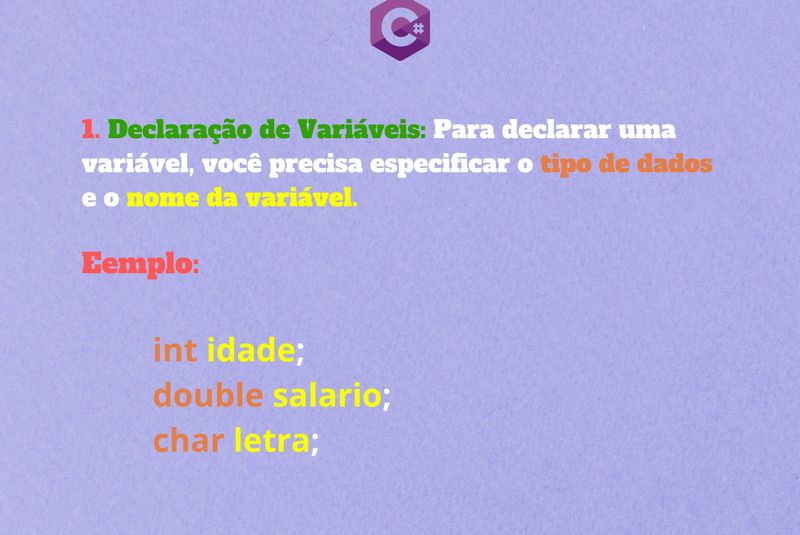 C#
1. Declaração de Variáveis: Para declarar uma
variável, você precisa especificar o tipo de dados
e o nome da variável.
Eemplo:
int idade;
double salario;
char letra;